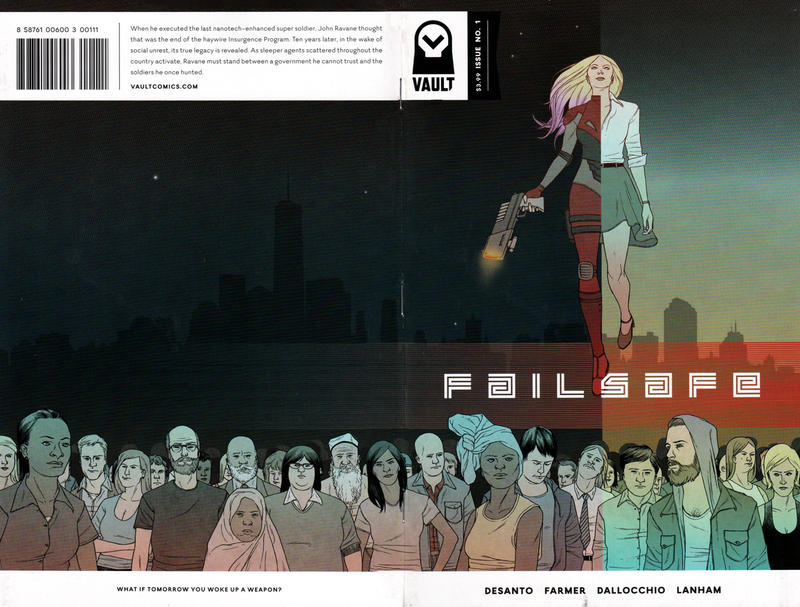 8 58761 00600 3 00111
When he executed the last nanotech-enhanced super soldier, John Ravane thought
that was the end of the haywire Insurgence Program. Ten years later, in the wake of
social unrest, its true legacy is revealed. As sleeper agents scattered throughout the
country activate, Ravane must stand between a government he cannot trust and the
soldiers he once hunted.
VAULTCOMICS.COM
VAULT
$3.99 ISSUE NO. 1
FAILSAFE
WHAT IF TOMORROW YOU WOKE UP A WEAPON?
DESANTO FARMER DALLOCCHIO LANHAM